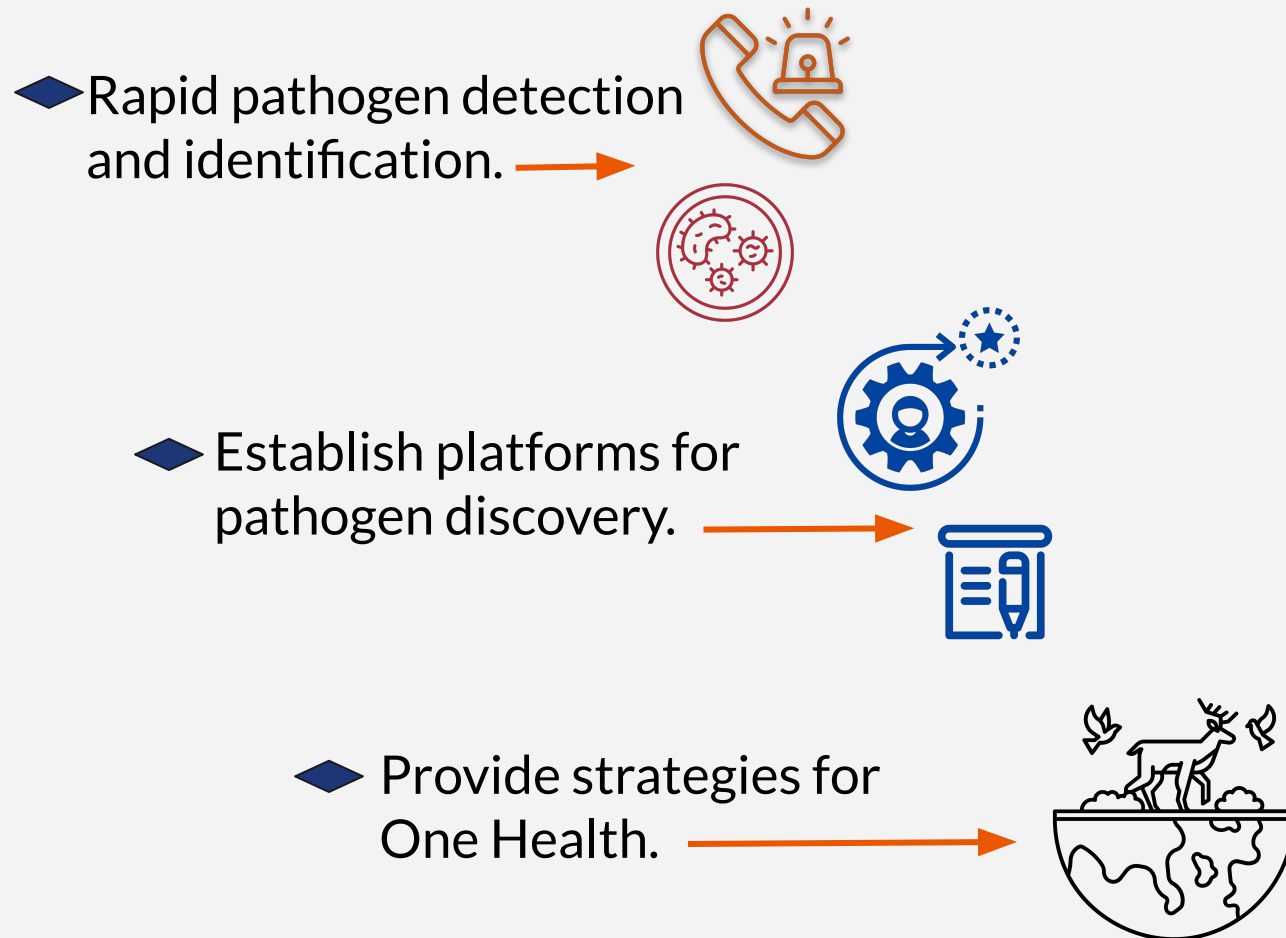 Rapid pathogen detection
and identification.
Establish platforms for
pathogen discovery.
Provide strategies for
One Health.